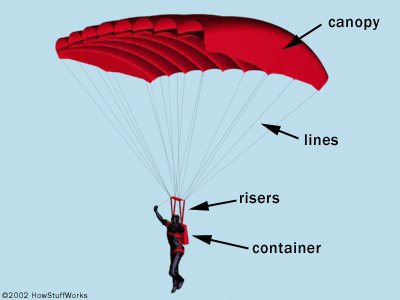 canopy
lines
risers
container
©2002 HowStuffWorks